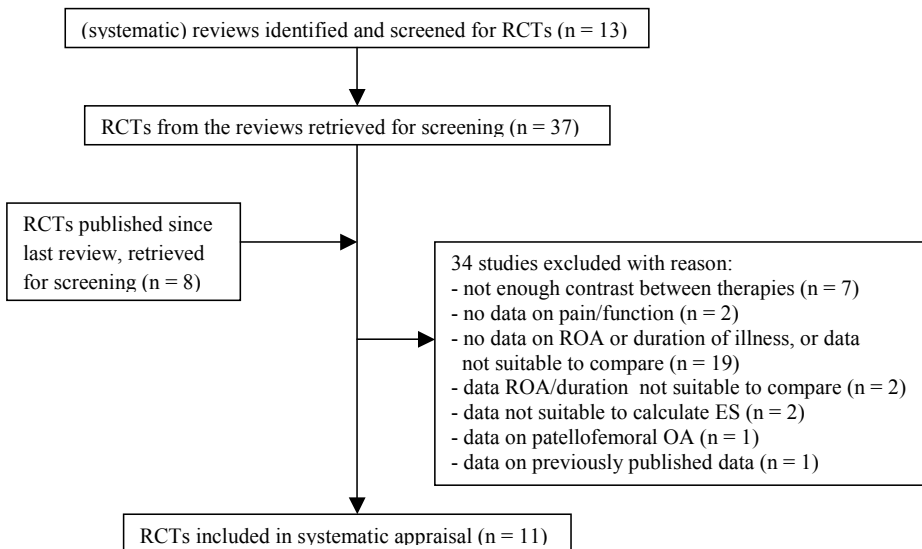 (systematic) reviews identified and screened for RCTs (n = 13)
RCTs from the reviews retrieved for screening (n = 37)
RCTs published since
last review, retrieved
for screening (n = 8)
34 studies excluded with reason:
- not enough contrast between therapies (n = 7)
- no data on pain/function (n = 2)
- no data on ROA or duration of illness, or data
not suitable to compare (n = 19)
- data ROA/duration not suitable to compare (n = 2)
- data not suitable to calculate ES (n = 2)
- data on patellofemoral OA (n = 1)
- data on previously published data (n = 1)
RCTs included in systematic appraisal (n = 11)